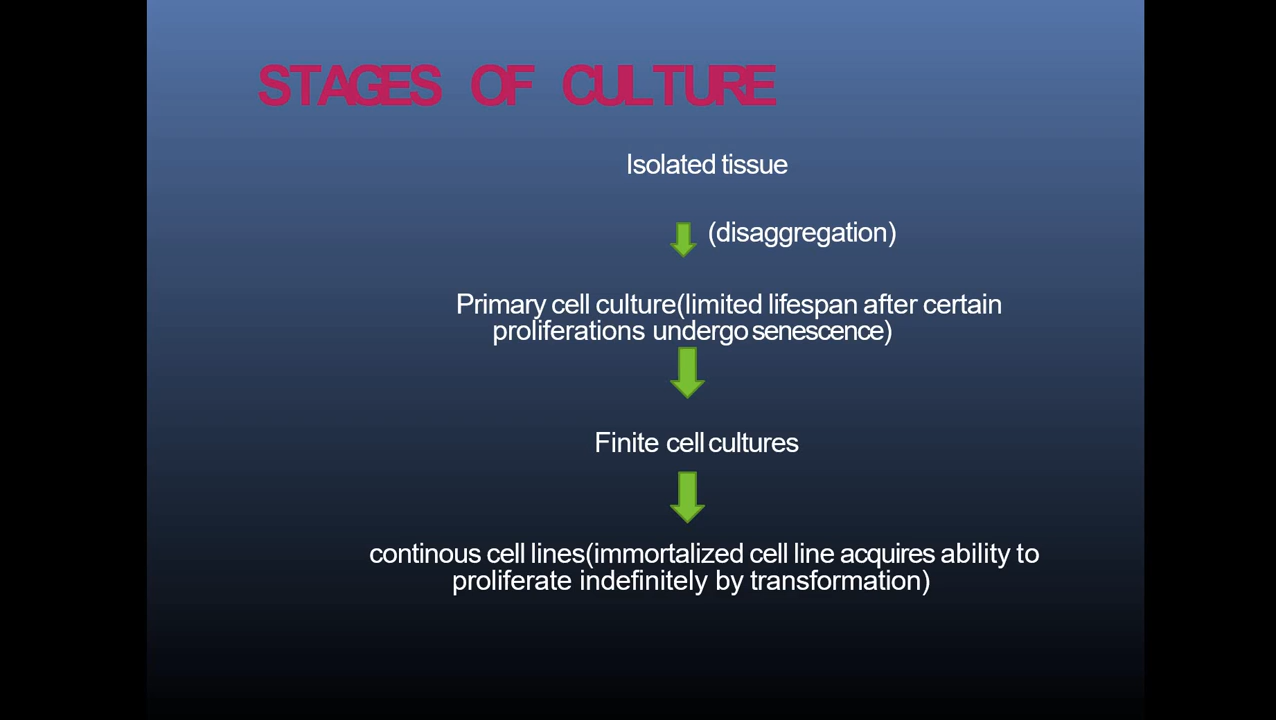 STAGES OF CULTURE
Isolated tissue
(disaggregation)
Primary cell culture(limited lifespan after certain
proliferations undergo senescence)
Finite cell cultures
continous cell lines(immortalized cell line acquires ability to
proliferate indefinitely by transformation)